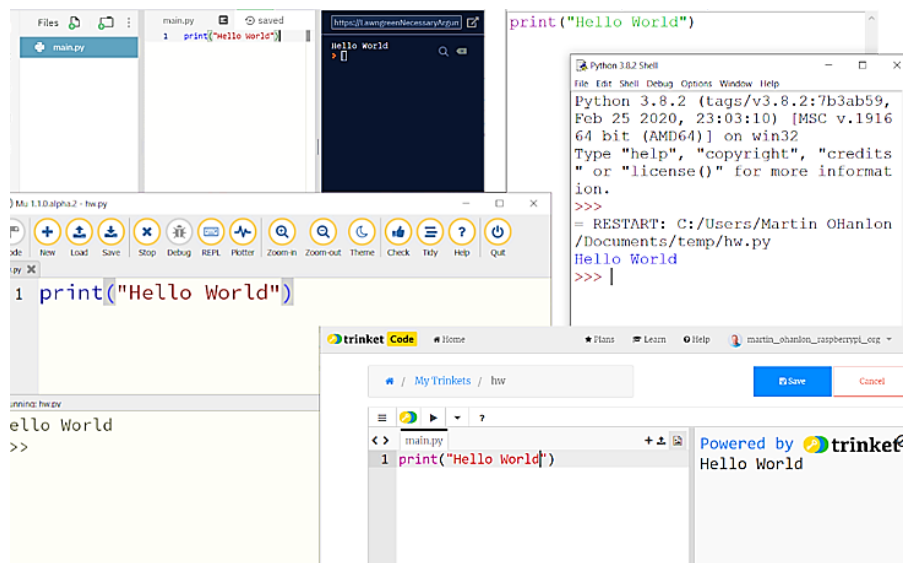 Files
main.py
main.py
saved
1 print("Hello World")
https://LawngreenNecessaryArgun
Hello World
print("Hello World")
Python 3.8.2 Shell
File Edit Shell Debug Options Window Help
Python 3.8.2 (tags/v3.8.2:7b3ab59,
Feb 25 2020, 23:03:10) [MSC v.1916
64 bit (AMD64)] on win32
Type "help", "copyright", "credits
" or "license()" for more informat
ion.
>>>
= RESTART: C:/Users/Martin OHanlon
/Documents/temp/hw.py
Hello World
>>>
) Mu 1.1.0.alpha.2 - hw.py
ode New Load Save Stop Debug REPL Plotter Zoom-in Zoom-out Theme Check Tidy Help Quit
.py
1 print("Hello World")
unning: hw.py
ello World
>>
trinket Code Home Plans Learn Help martin_ohanlon_raspberrypi_org
/ My Trinkets / hw
Save Cancel
?
<> main.py
1 print("Hello World")
Powered by trinket
Hello World